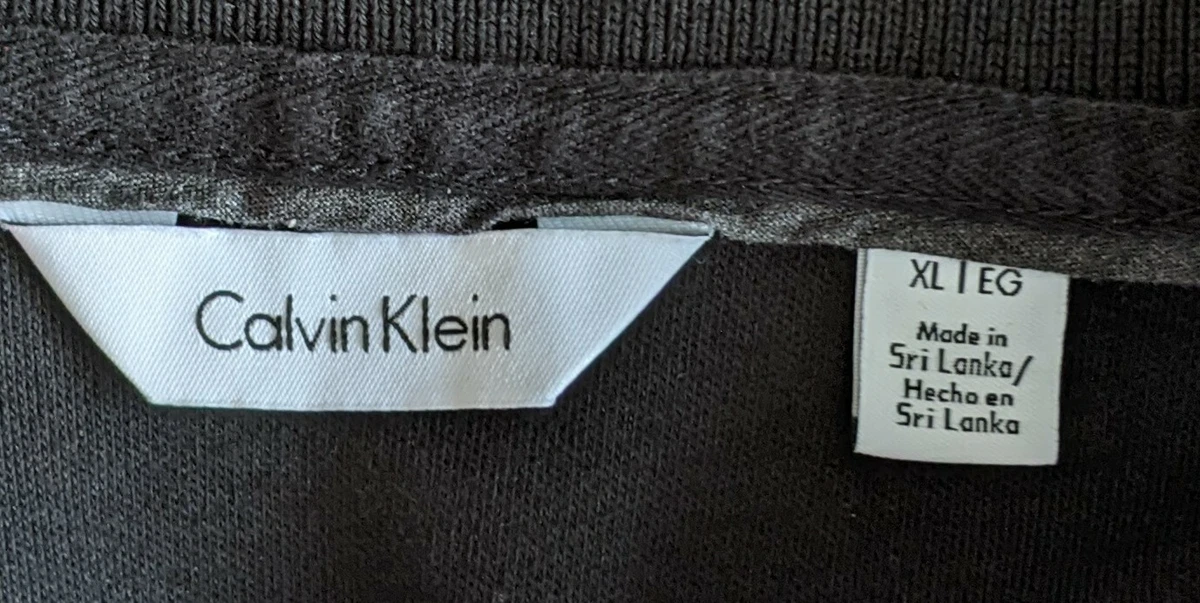 Calvin Klein
XL | EG
Made in
Sri Lanka/
Hecho en
Sri Lanka